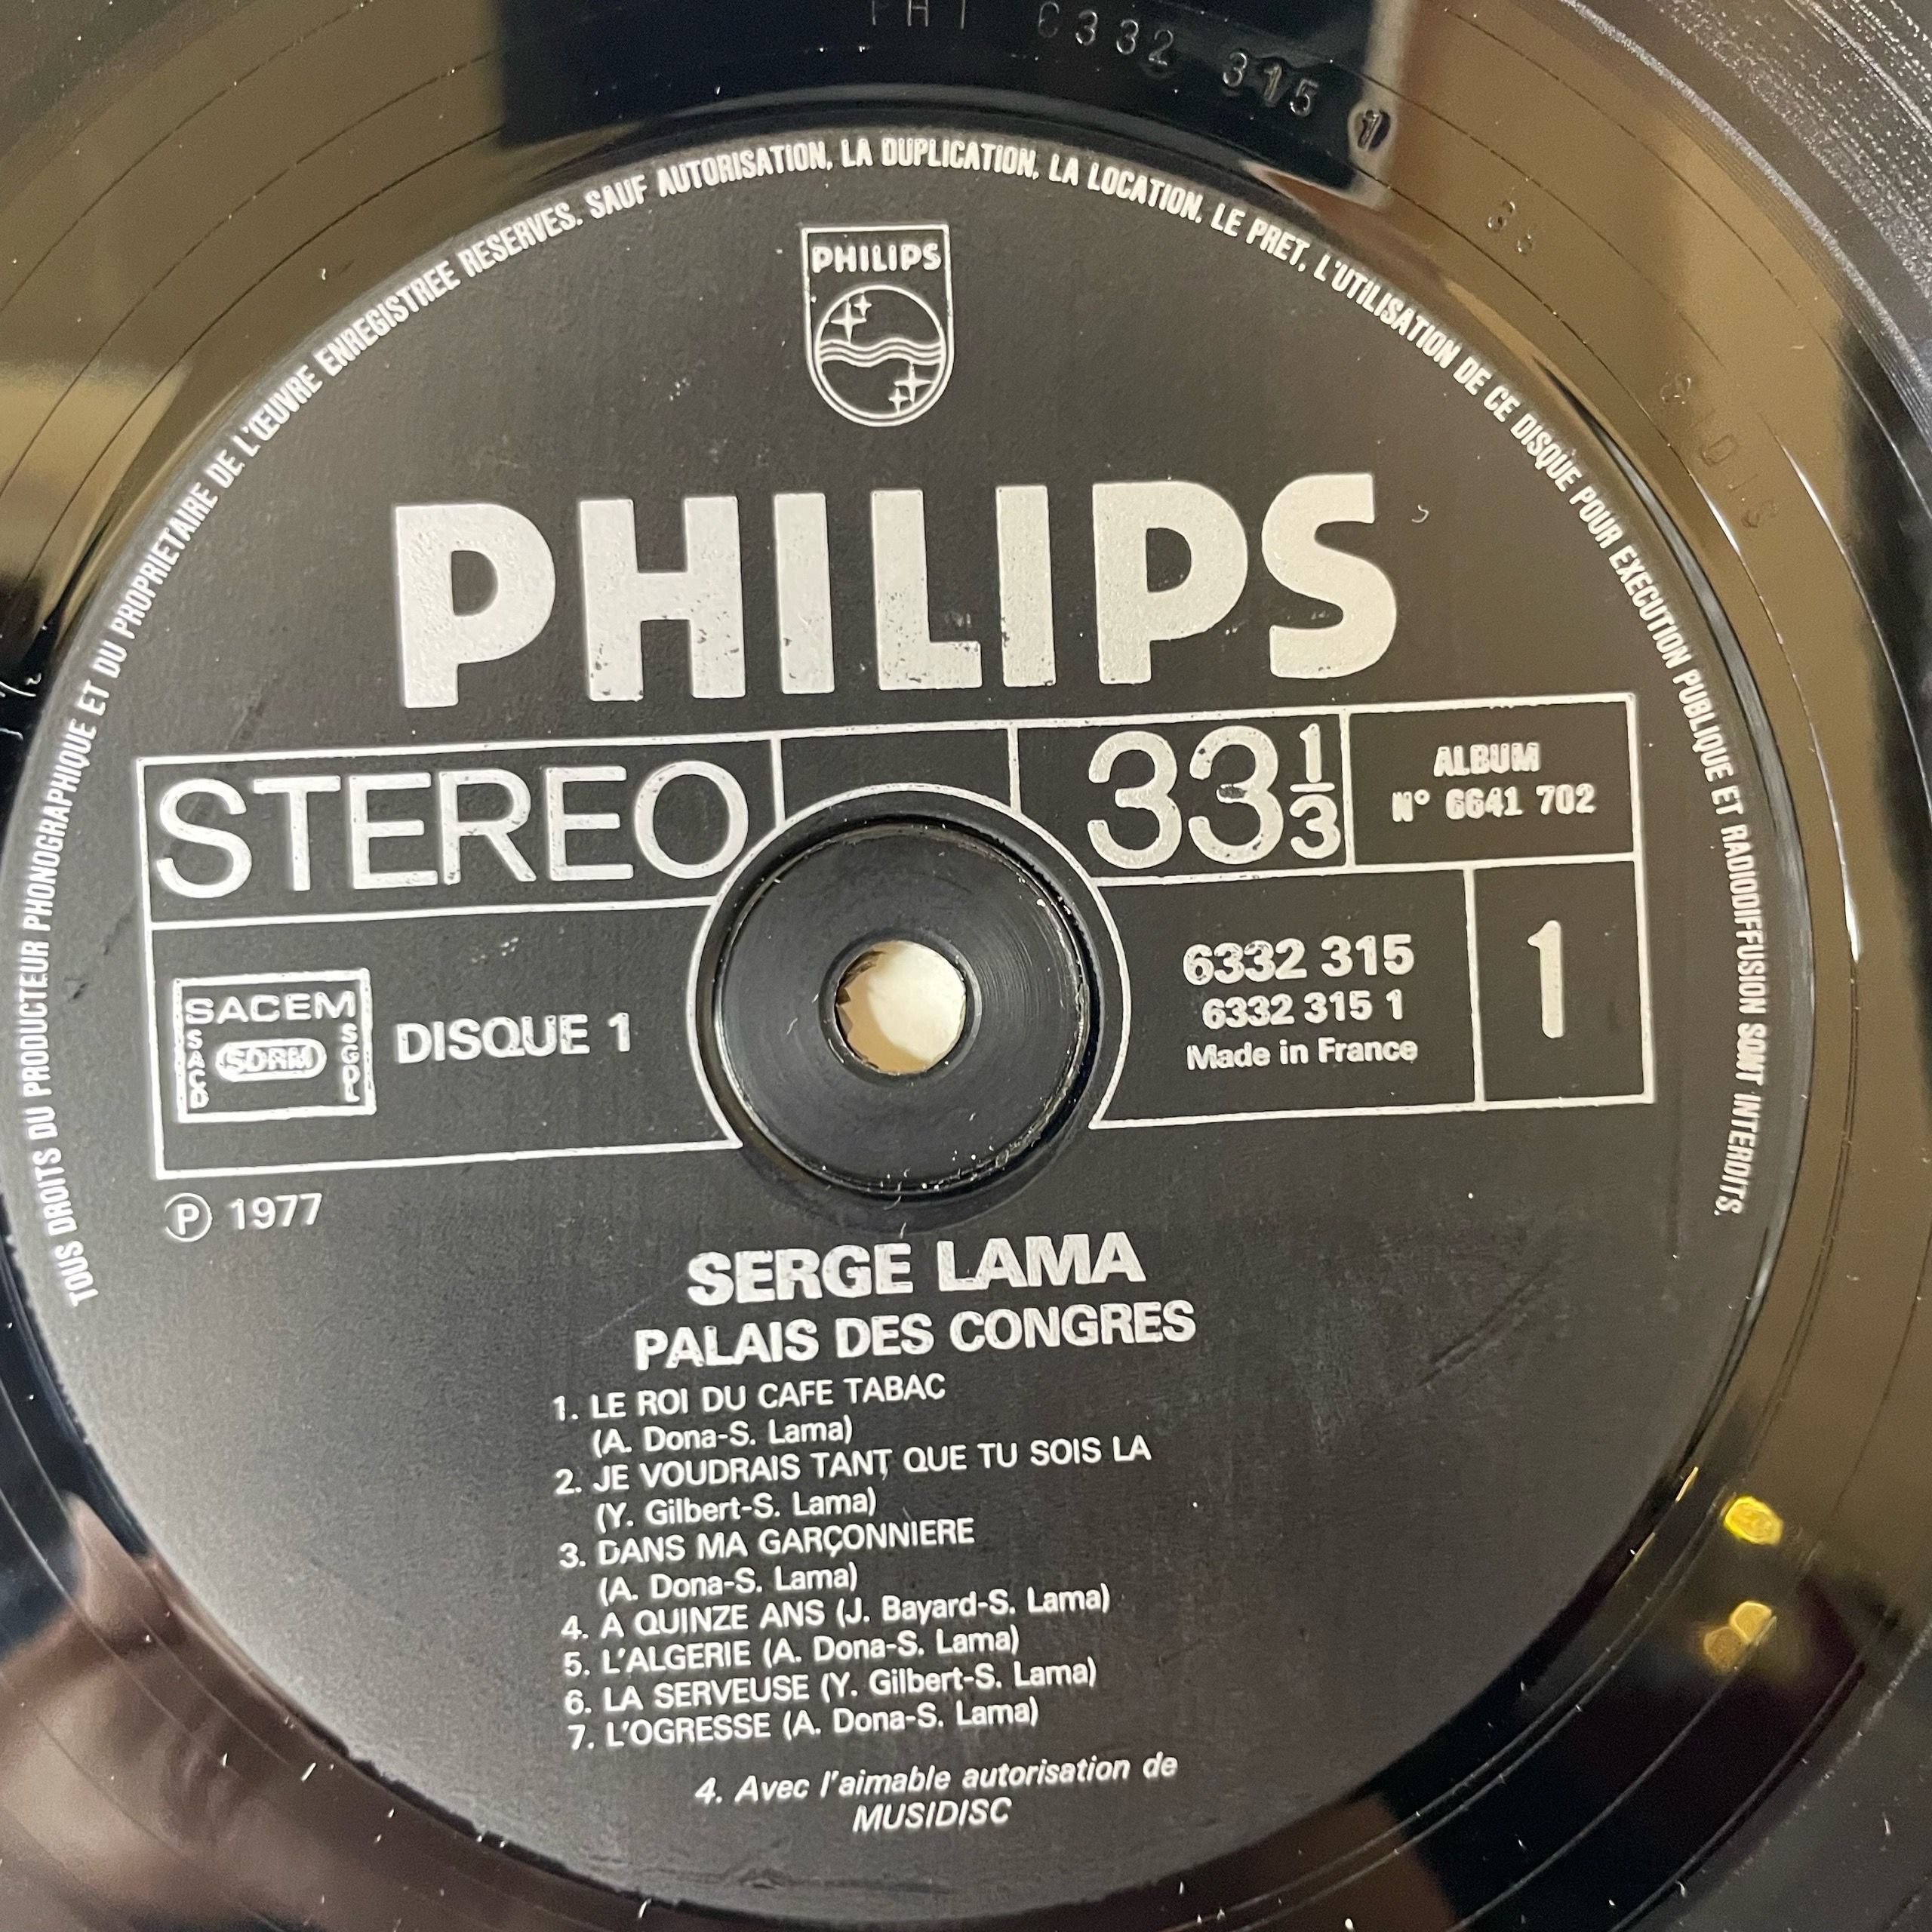 6332 315 1
TOUS DROITS DU PRODUCTEUR PHONOGRAPHIQUE ET DU PROPRIETAIRE DE L'ŒUVRE ENREGISTREE RESERVES. SAUF AUTORISATION, LA DUPLICATION, LA LOCATION, LE PRET, L'UTILISATION DE CE DISQUE POUR EXECUTION PUBLIQUE ET RADIODIFFUSION SONT INTERDITS.
PHILIPS
PHILIPS
STEREO
33 1/3
ALBUM
N° 6641 702
SACEM
SACD
SDRM
SGDL
DISQUE 1
6332 315
6332 315 1
Made in France
1
Ⓟ 1977
SERGE LAMA
PALAIS DES CONGRES
1. LE ROI DU CAFE TABAC
(A. Dona-S. Lama)
2. JE VOUDRAIS TANT QUE TU SOIS LA
(Y. Gilbert-S. Lama)
3. DANS MA GARÇONNIERE
(A. Dona-S. Lama)
4. A QUINZE ANS (J. Bayard-S. Lama)
5. L'ALGERIE (A. Dona-S. Lama)
6. LA SERVEUSE (Y. Gilbert-S. Lama)
7. L'OGRESSE (A. Dona-S. Lama)
4. Avec l'aimable autorisation de
MUSIDISC